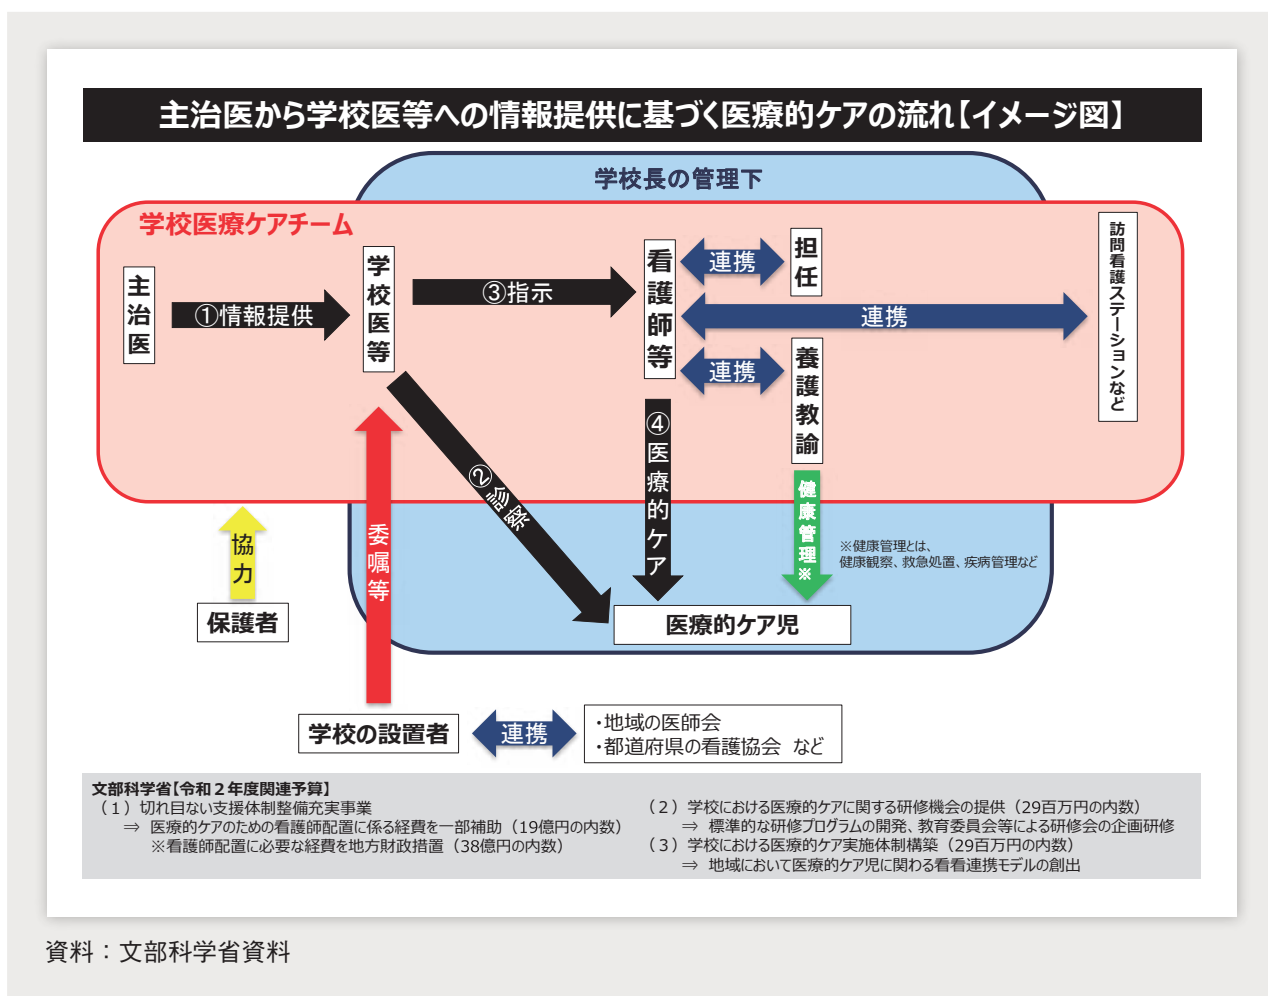 主治医から学校医等への情報提供に基づく医療的ケアの流れ【イメージ図】
学校長の管理下
学校医療ケアチーム
主治医
①情報提供
学校医等
③指示
看護師等
連携
担任
連携
連携
養護教諭
訪問看護ステーションなど
②診察
④医療的ケア
健康管理※
※健康管理とは、
健康観察、救急処置、疾病管理など
協力
保護者
委嘱等
医療的ケア児
学校の設置者
連携
・地域の医師会
・都道府県の看護協会 など
文部科学省【令和2年度関連予算】
（1）切れ目ない支援体制整備充実事業
⇒ 医療的ケアのための看護師配置に係る経費を一部補助（19億円の内数）
※看護師配置に必要な経費を地方財政措置（38億円の内数）
（2）学校における医療的ケアに関する研修機会の提供（29百万円の内数）
⇒ 標準的な研修プログラムの開発、教育委員会等による研修会の企画研修
（3）学校における医療的ケア実施体制構築（29百万円の内数）
⇒ 地域において医療的ケア児に関わる看看連携モデルの創出
資料：文部科学省資料